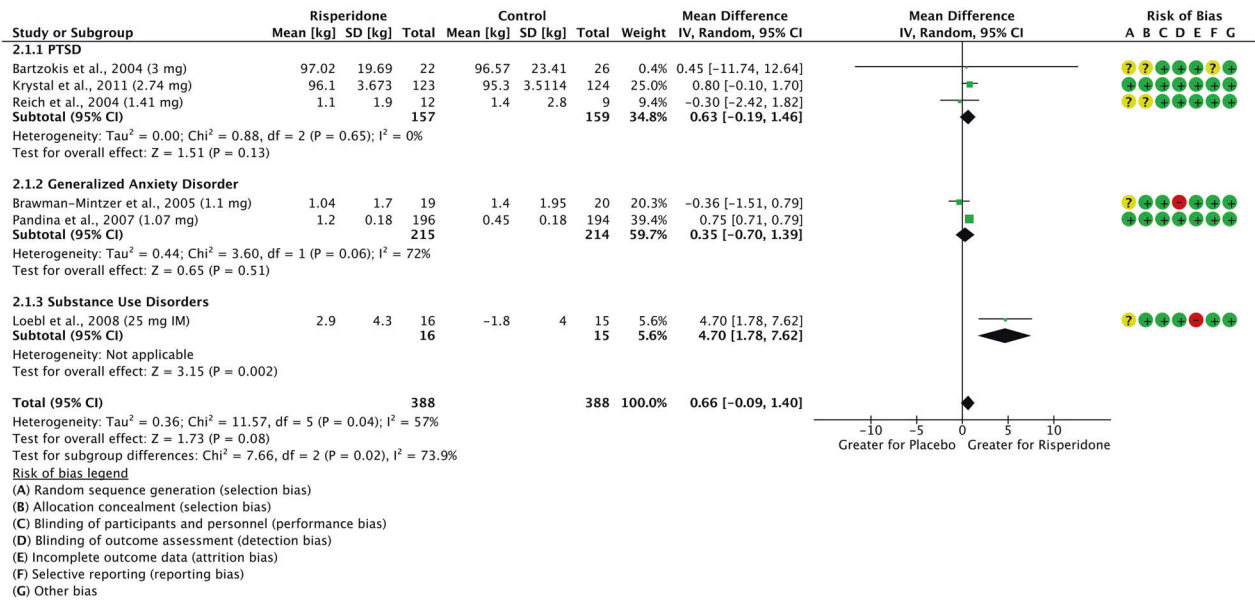 Risperidone Control Mean Difference Mean Difference Risk of Bias
Study or Subgroup Mean [kg] SD [kg] Total Mean [kg] SD [kg] Total Weight IV, Random, 95% CI IV, Random, 95% CI A B C D E F G
2.1.1 PTSD
Bartzokis et al., 2004 (3 mg) 97.02 19.69 22 96.57 23.41 26 0.4% 0.45 [-11.74, 12.64] ? ? + + + ? +
Krystal et al., 2011 (2.74 mg) 96.1 3.673 123 95.3 3.5114 124 25.0% 0.80 [-0.10, 1.70] + + + + + + +
Reich et al., 2004 (1.41 mg) 1.1 1.9 12 1.4 2.8 9 9.4% -0.30 [-2.42, 1.82] ? ? + + + + +
Subtotal (95% CI) 157 159 34.8% 0.63 [-0.19, 1.46]
Heterogeneity: Tau² = 0.00; Chi² = 0.88, df = 2 (P = 0.65); I² = 0%
Test for overall effect: Z = 1.51 (P = 0.13)
2.1.2 Generalized Anxiety Disorder
Brawman-Mintzer et al., 2005 (1.1 mg) 1.04 1.7 19 1.4 1.95 20 20.3% -0.36 [-1.51, 0.79] ? + + - + + +
Pandina et al., 2007 (1.07 mg) 1.2 0.18 196 0.45 0.18 194 39.4% 0.75 [0.71, 0.79] + + + + + + +
Subtotal (95% CI) 215 214 59.7% 0.35 [-0.70, 1.39]
Heterogeneity: Tau² = 0.44; Chi² = 3.60, df = 1 (P = 0.06); I² = 72%
Test for overall effect: Z = 0.65 (P = 0.51)
2.1.3 Substance Use Disorders
Loebl et al., 2008 (25 mg IM) 2.9 4.3 16 -1.8 4 15 5.6% 4.70 [1.78, 7.62] ? + + + - + +
Subtotal (95% CI) 16 15 5.6% 4.70 [1.78, 7.62]
Heterogeneity: Not applicable
Test for overall effect: Z = 3.15 (P = 0.002)
Total (95% CI) 388 388 100.0% 0.66 [-0.09, 1.40]
Heterogeneity: Tau² = 0.36; Chi² = 11.57, df = 5 (P = 0.04); I² = 57%
Test for overall effect: Z = 1.73 (P = 0.08)
Test for subgroup differences: Chi² = 7.66, df = 2 (P = 0.02), I² = 73.9%
-10 -5 0 5 10
Greater for Placebo Greater for Risperidone
Risk of bias legend
(A) Random sequence generation (selection bias)
(B) Allocation concealment (selection bias)
(C) Blinding of participants and personnel (performance bias)
(D) Blinding of outcome assessment (detection bias)
(E) Incomplete outcome data (attrition bias)
(F) Selective reporting (reporting bias)
(G) Other bias